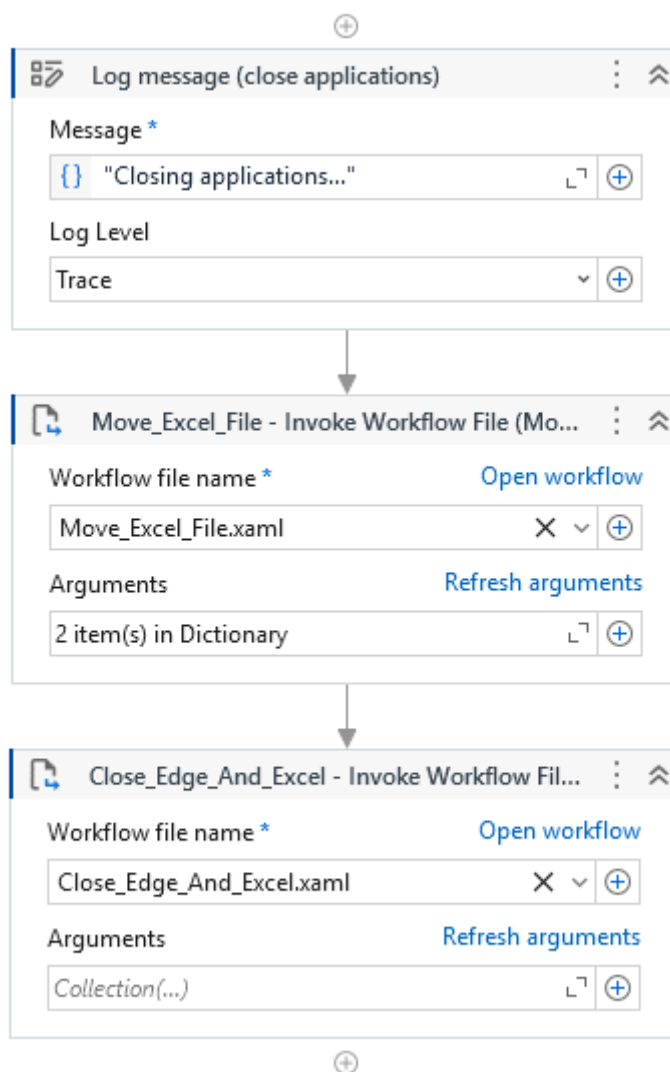 Log message (close applications)
Message *
{} "Closing applications..."
Log Level
Trace
Move_Excel_File - Invoke Workflow File (Mo...
Workflow file name * Open workflow
Move_Excel_File.xaml
Arguments Refresh arguments
2 item(s) in Dictionary
Close_Edge_And_Excel - Invoke Workflow Fil...
Workflow file name * Open workflow
Close_Edge_And_Excel.xaml
Arguments Refresh arguments
Collection(...)